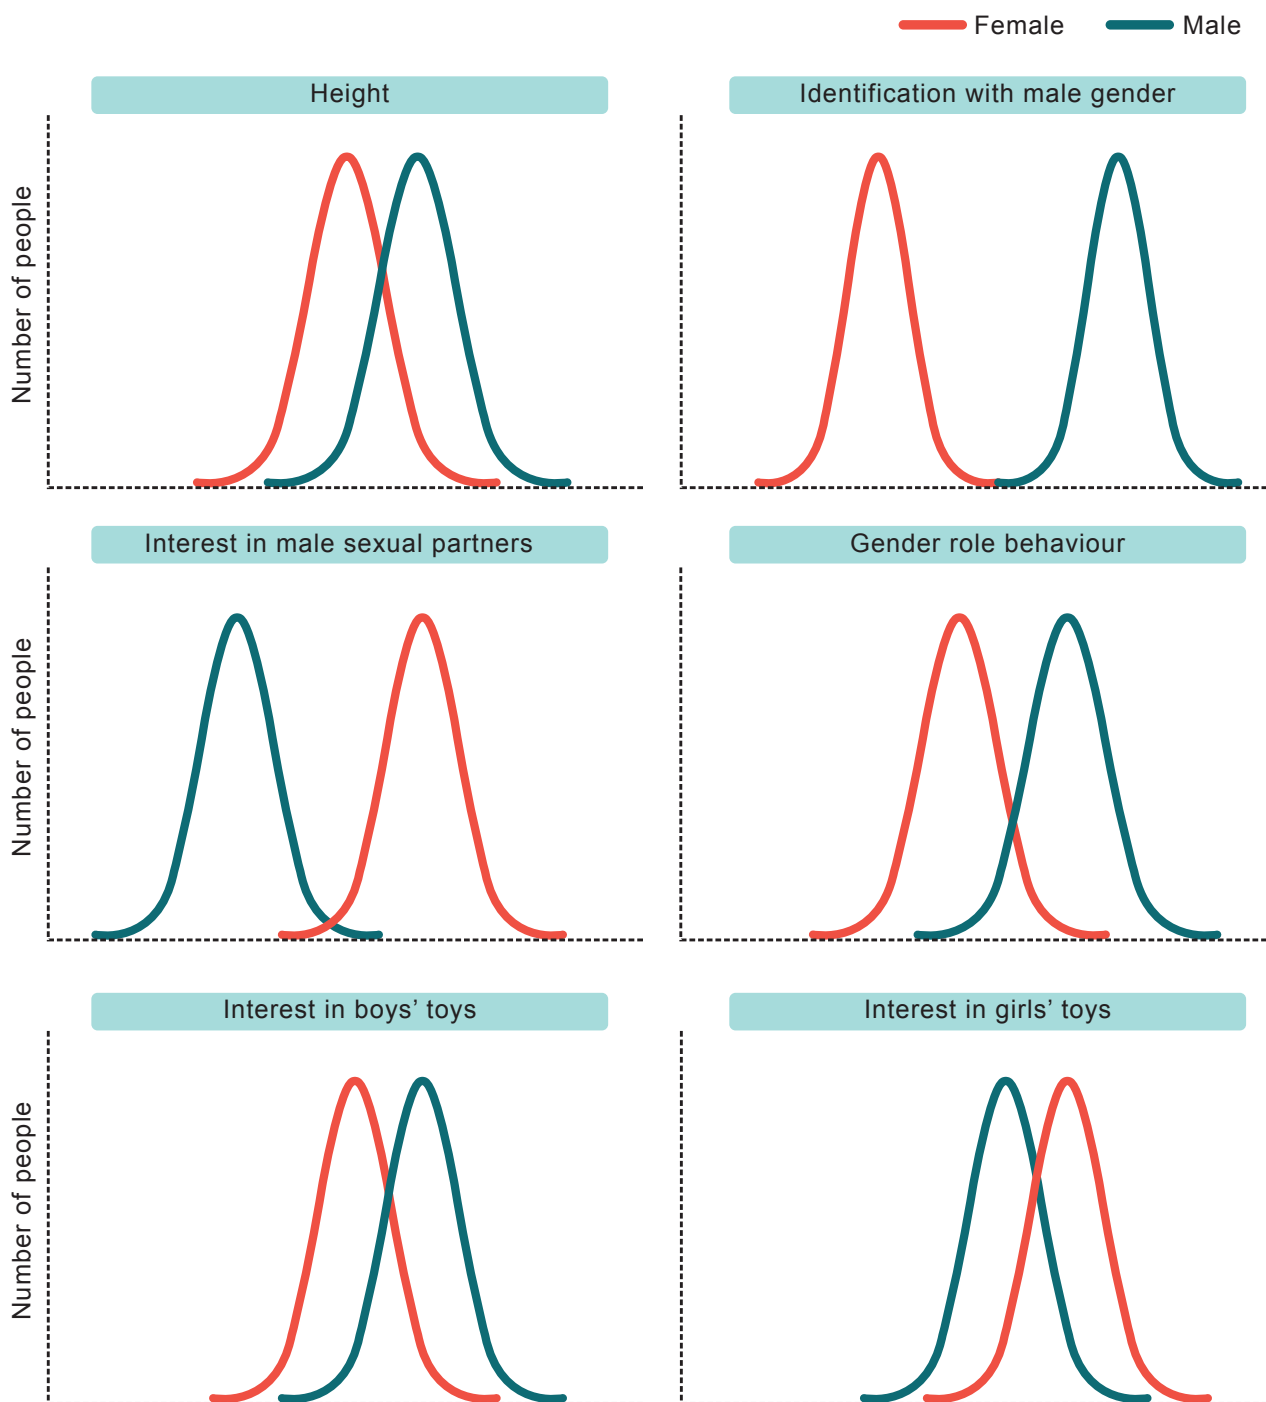 Female
Male
Height
Identification with male gender
Number of people
Interest in male sexual partners
Gender role behaviour
Number of people
Interest in boys’ toys
Interest in girls’ toys
Number of people